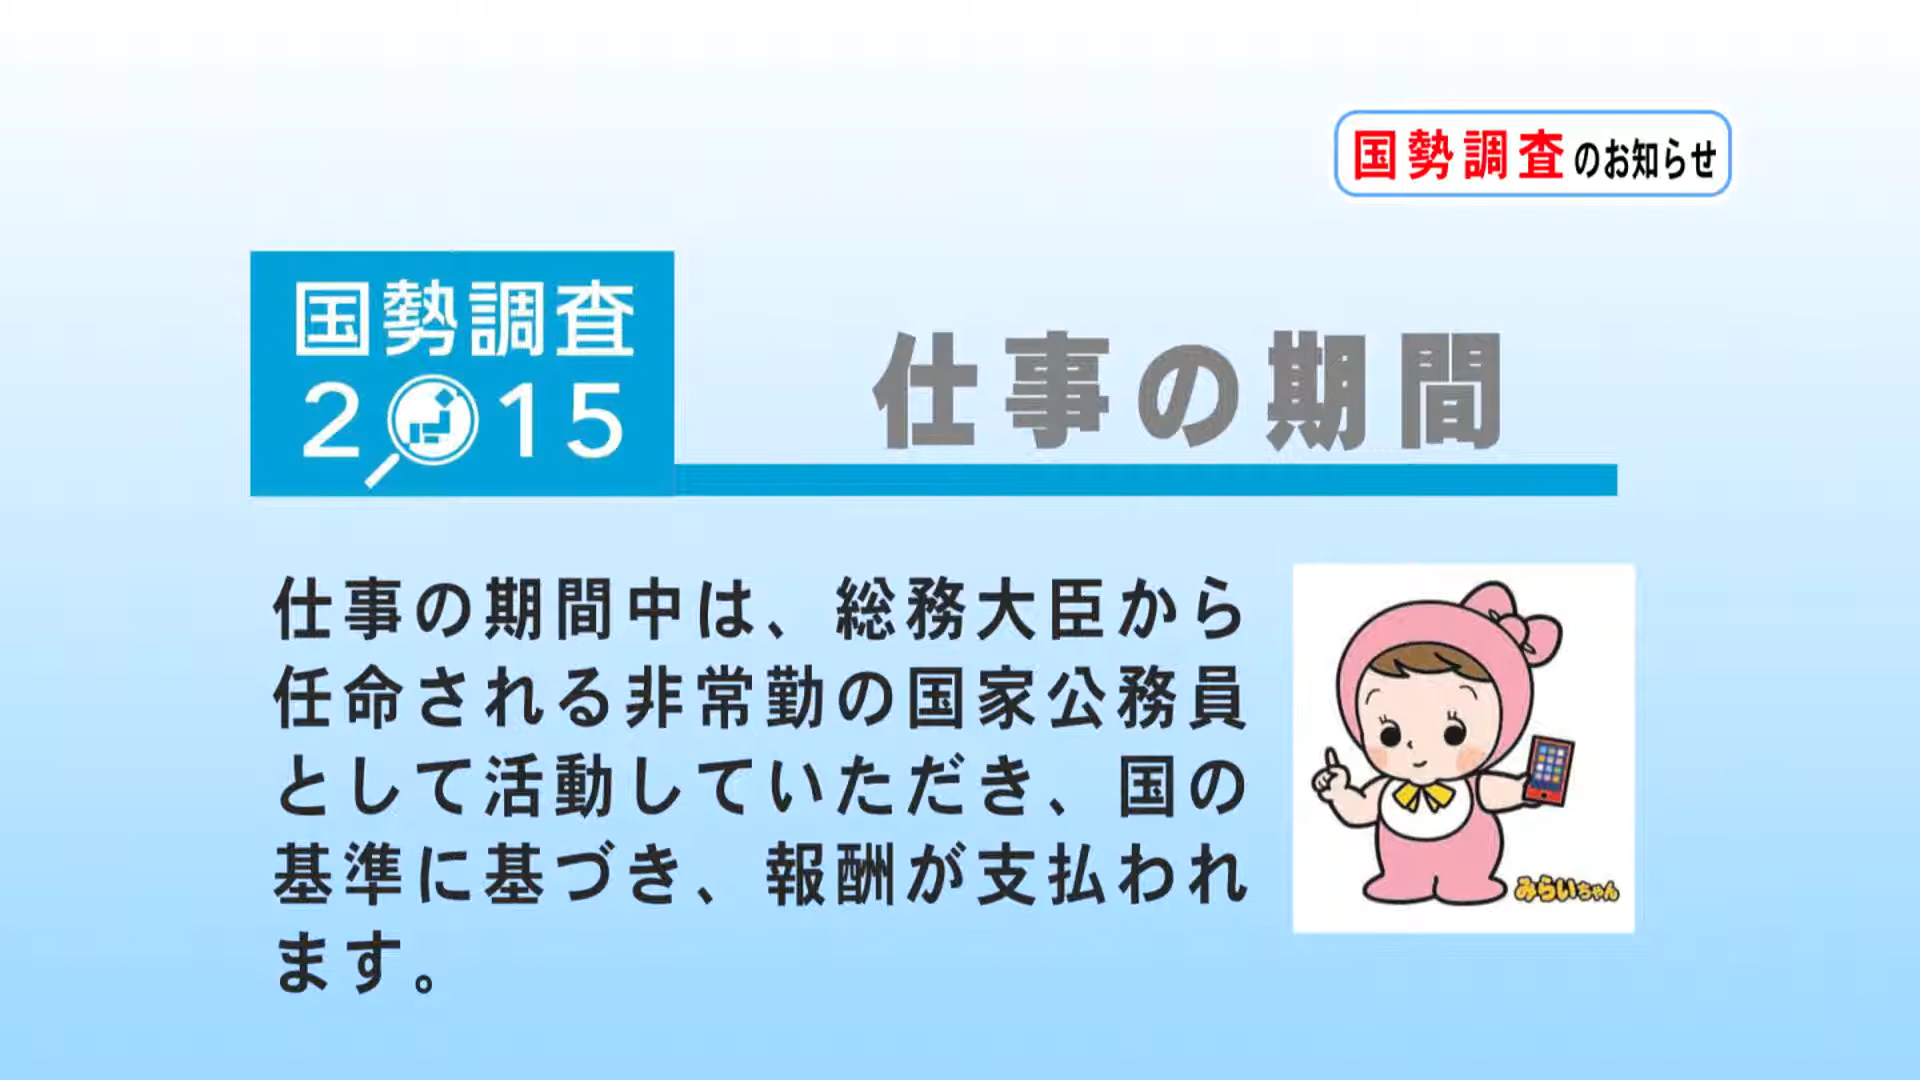 国勢調査のお知らせ
国勢調査
2015
仕事の期間
仕事の期間中は、総務大臣から
任命される非常勤の国家公務員
として活動していただき、国の
基準に基づき、報酬が支払われ
ます。
みらいちゃん